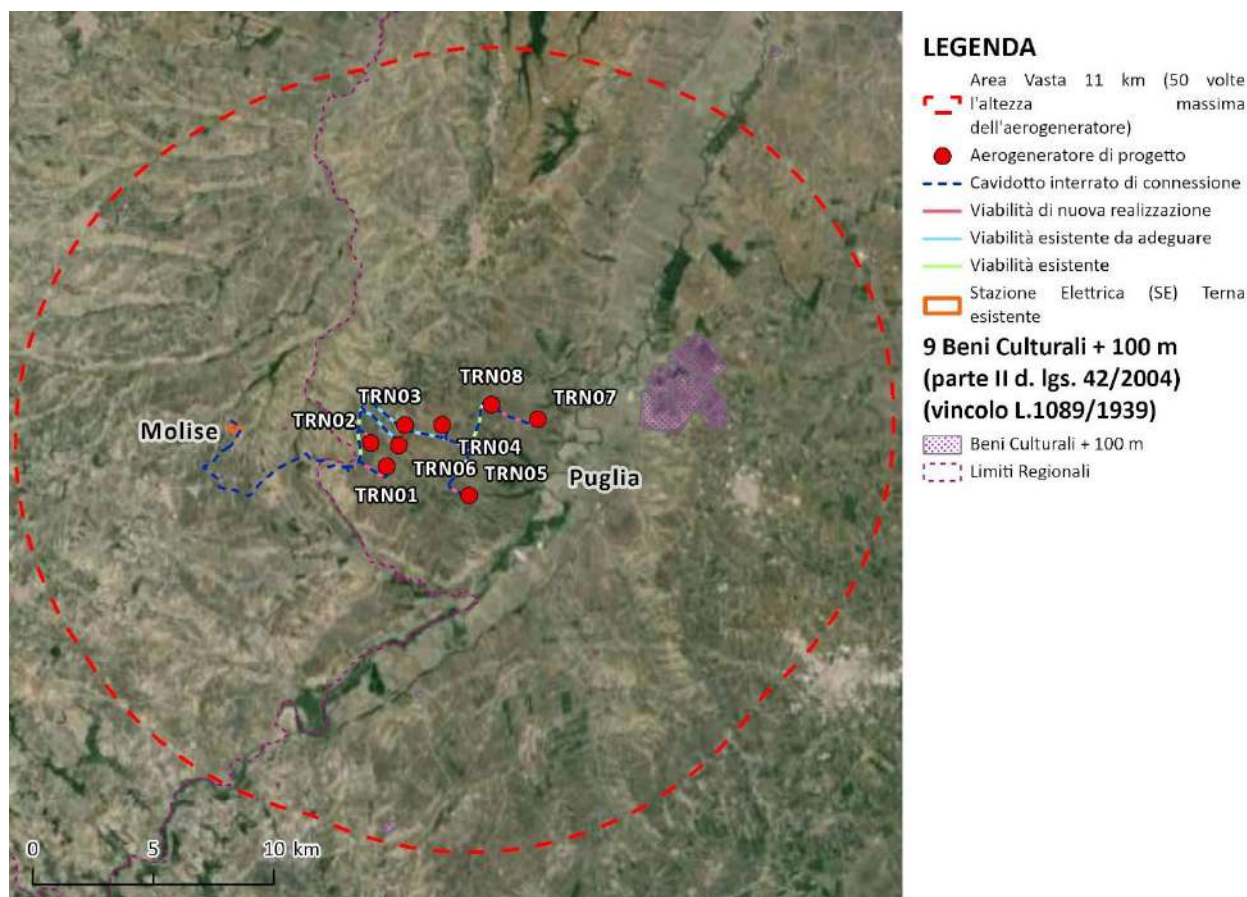 TRN08
TRN03
TRN07
TRN02
Molise
TRN04
TRN06
TRN05
Puglia
TRN01
0 5 10 km
LEGENDA
Area Vasta 11 km (50 volte
l'altezza massima
dell'aerogeneratore)
Aerogeneratore di progetto
Cavidotto interrato di connessione
Viabilità di nuova realizzazione
Viabilità esistente da adeguare
Viabilità esistente
Stazione Elettrica (SE) Terna
esistente
9 Beni Culturali + 100 m
(parte II d. lgs. 42/2004)
(vincolo L.1089/1939)
Beni Culturali + 100 m
Limiti Regionali